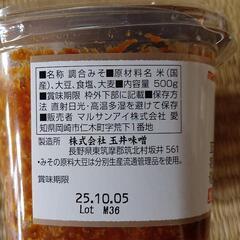 ■名称 調合みそ■原材料名 米(国
産)、大豆、食塩、大麦■内容量 500g
■賞味期限 枠外下部に記載■保存方
法 直射日光・高温多湿を避けて保存
■販売者 マルサンアイ株式会社 愛
知県岡崎市仁木町字荒下1番地
製造所 株式会社 玉井味噌
長野県東筑摩郡筑北村坂井 561
・みその原料大豆は分別生産流通管理品を使用。
賞味期限
25.10.05
Lot M36